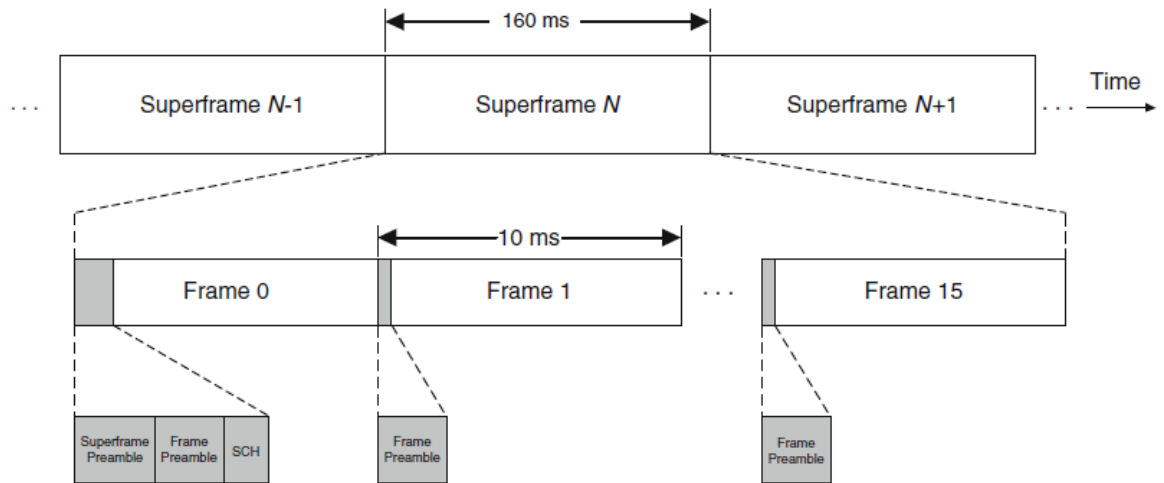 160 ms
. . . Superframe N-1 Superframe N Superframe N+1 . . . Time
10 ms
Frame 0 Frame 1 . . . Frame 15
Superframe Preamble Frame Preamble SCH Frame Preamble Frame Preamble